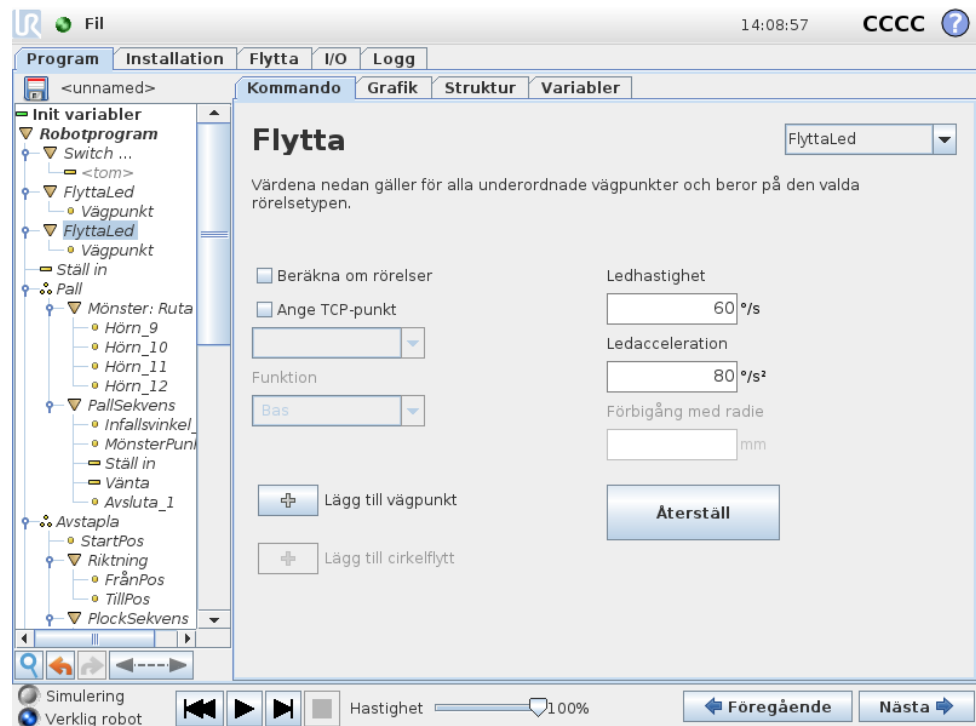 UR Fil 14:08:57 CCCC ?
Program Installation Flytta I/O Logg
<unnamed>
Kommando Grafik Struktur Variabler
Init variabler
Robotprogram
Switch ...
<tom>
FlyttaLed
Vägpunkt
FlyttaLed
Vägpunkt
Ställ in
Pall
Mönster: Ruta
Hörn_9
Hörn_10
Hörn_11
Hörn_12
PallSekvens
Infallsvinkel_
MönsterPun
Ställ in
Vänta
Avsluta_1
Avstapla
StartPos
Riktning
FrånPos
TillPos
PlockSekvens
Flytta
FlyttaLed
Värdena nedan gäller för alla underordnade vägpunkter och beror på den valda
rörelsetypen.
Beräkna om rörelser
Ange TCP-punkt
Funktion
Bas
Ledhastighet
60 °/s
Ledacceleration
80 °/s²
Förbigång med radie
mm
Lägg till vägpunkt
Lägg till cirkelflytt
Återställ
Simulering
Verklig robot
Hastighet 100%
Föregående
Nästa